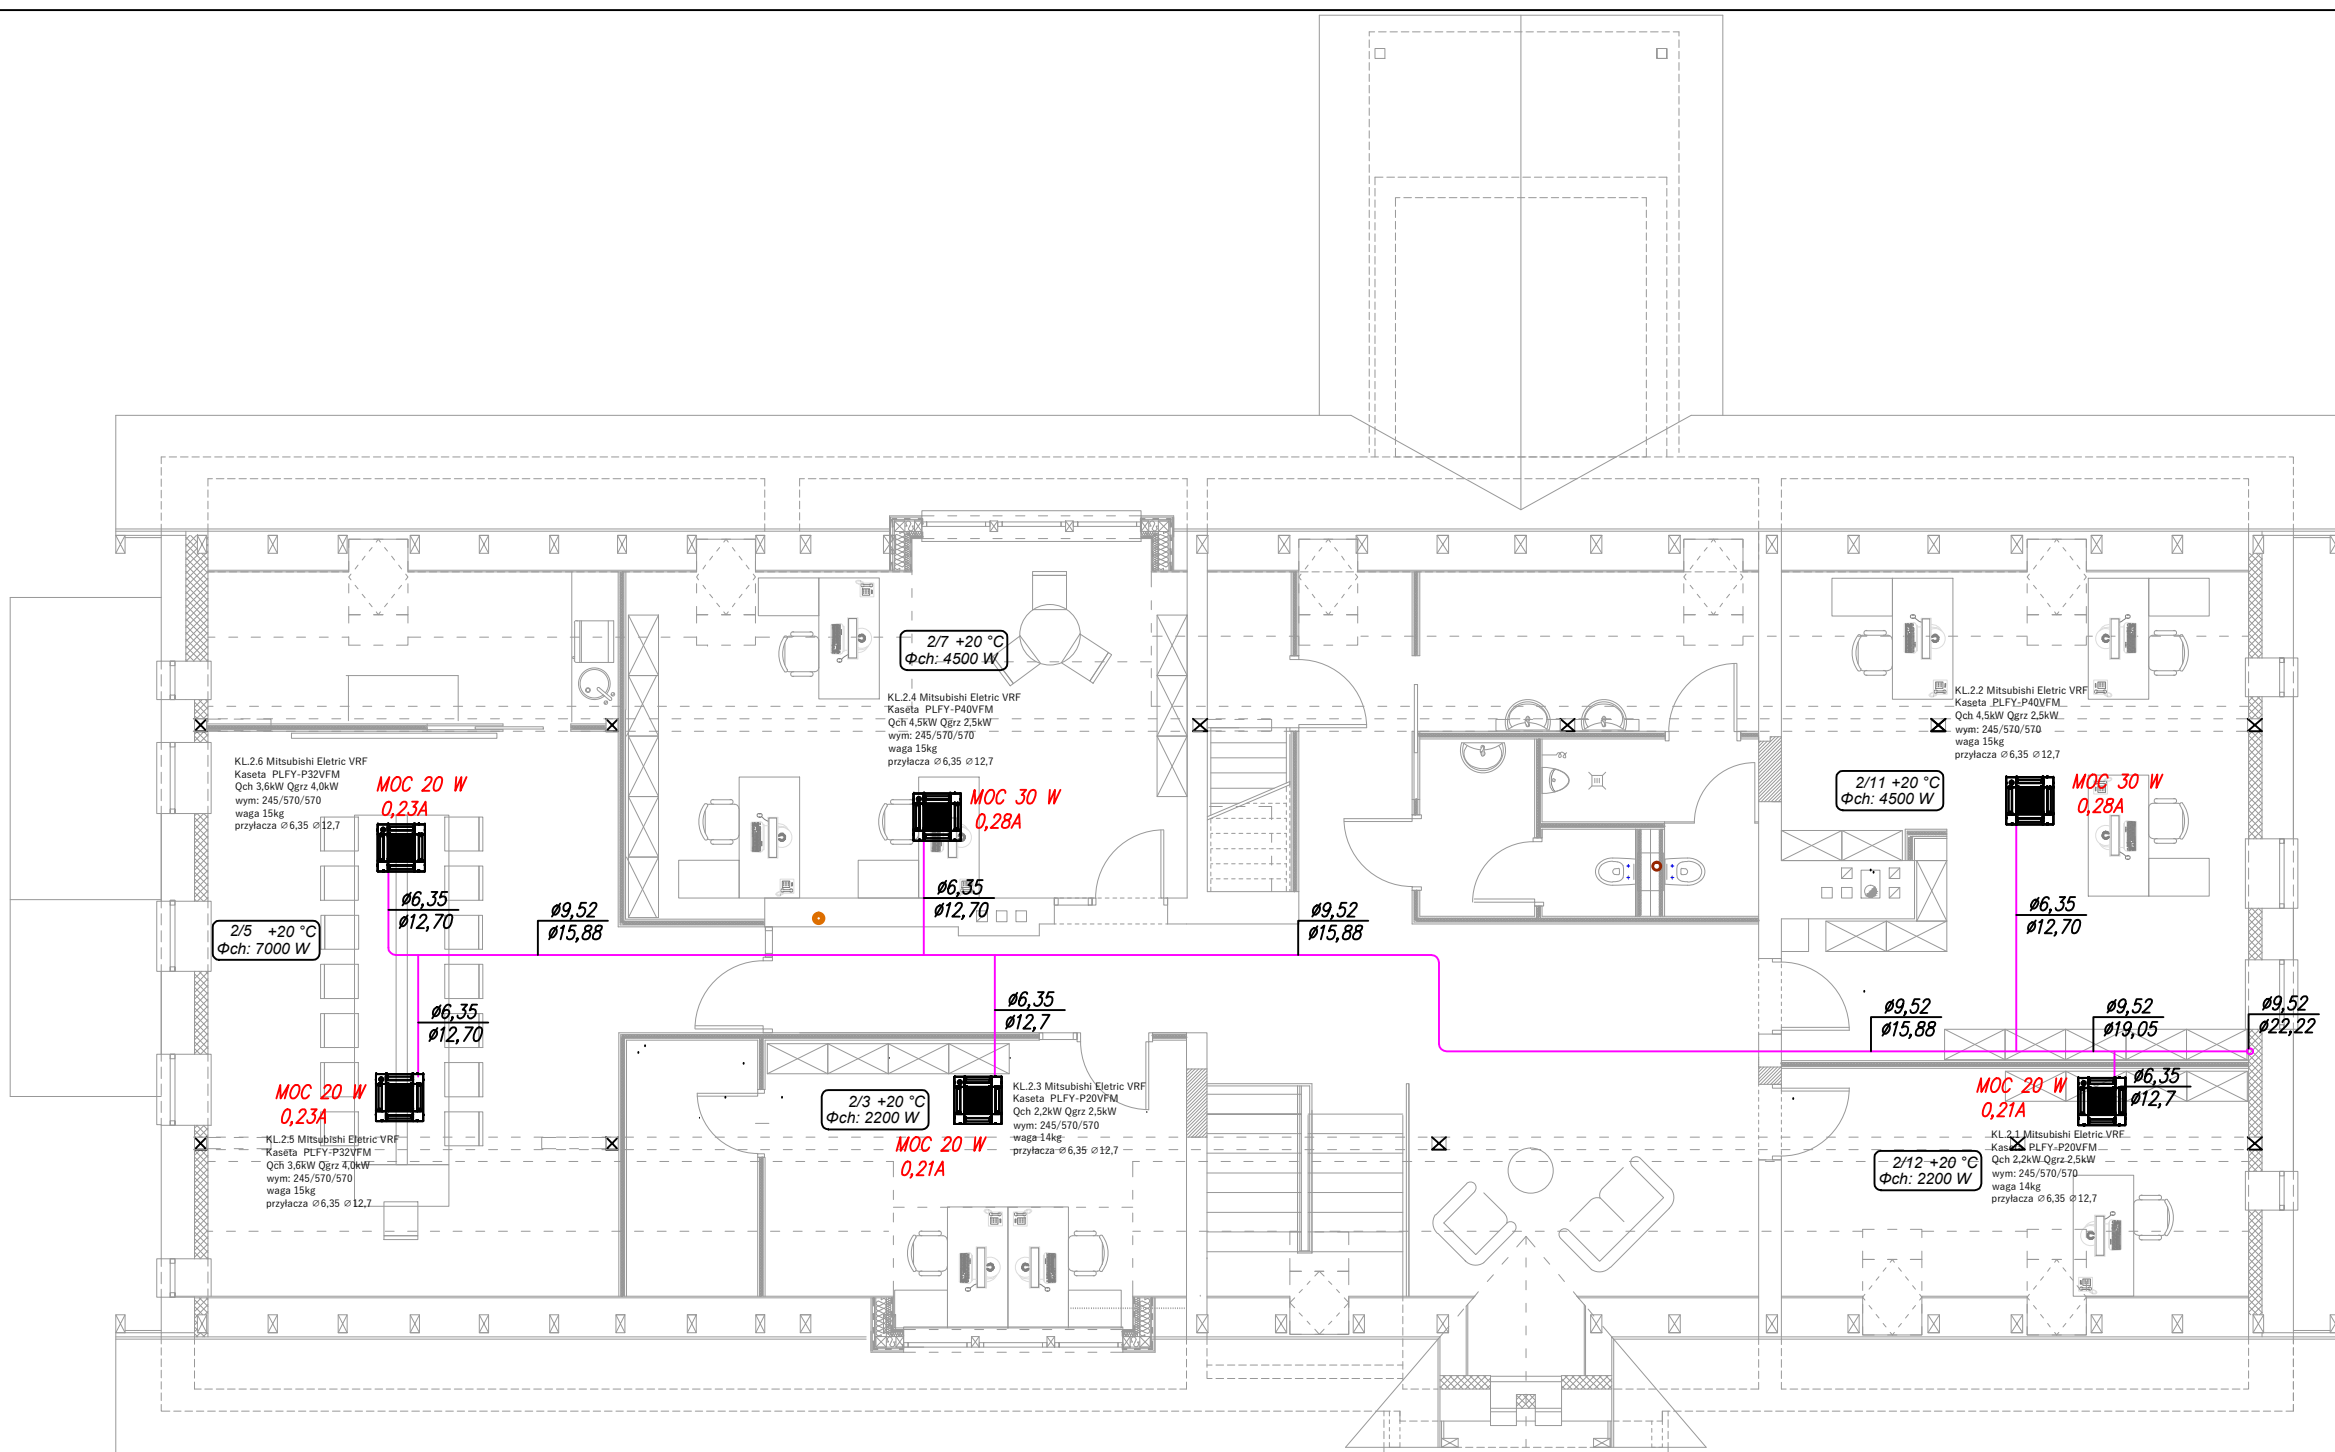 2/7 +20 °C
Φch: 4500 W
KL.2.4 Mitsubishi Eletric VRF
Kaseta PLFY-P40VFM
Qch 4,5kW Qgrz 2,5kW
wym: 245/570/570
waga 15kg
przyłacza ∅6,35 ∅12,7
MOC 30 W
0,28A
KL.2.2 Mitsubishi Eletric VRF
Kaseta PLFY-P40VFM
Qch 4,5kW Qgrz 2,5kW
wym: 245/570/570
waga 15kg
przyłacza ∅6,35 ∅12,7
2/11 +20 °C
Φch: 4500 W
MOC 30 W
0,28A
KL.2.6 Mitsubishi Eletric VRF
Kaseta PLFY-P32VFM
Qch 3,6kW Qgrz 4,0kW
wym: 245/570/570
waga 15kg
przyłacza ∅6,35 ∅12,7
MOC 20 W
0,23A
ø6,35
ø12,70
ø9,52
ø15,88
ø6,35
ø12,70
ø9,52
ø15,88
ø6,35
ø12,70
2/5 +20 °C
Φch: 7000 W
ø6,35
ø12,70
ø6,35
ø12,7
ø9,52
ø15,88
ø9,52
ø19,05
ø9,52
ø22,22
MOC 20 W
0,23A
KL.2.5 Mitsubishi Eletric VRF
Kaseta PLFY-P32VFM
Qch 3,6kW Qgrz 4,0kW
wym: 245/570/570
waga 15kg
przyłacza ∅6,35 ∅12,7
2/3 +20 °C
Φch: 2200 W
MOC 20 W
0,21A
KL.2.3 Mitsubishi Eletric VRF
Kaseta PLFY-P20VFM
Qch 2,2kW Qgrz 2,5kW
wym: 245/570/570
waga 14kg
przyłacza ∅6,35 ∅12,7
MOC 20 W
0,21A
ø6,35
ø12,7
KL.2.1 Mitsubishi Eletric VRF
Kaseta PLFY-P20VFM
Qch 2,2kW Qgrz 2,5kW
wym: 245/570/570
waga 14kg
przyłacza ∅6,35 ∅12,7
2/12 +20 °C
Φch: 2200 W